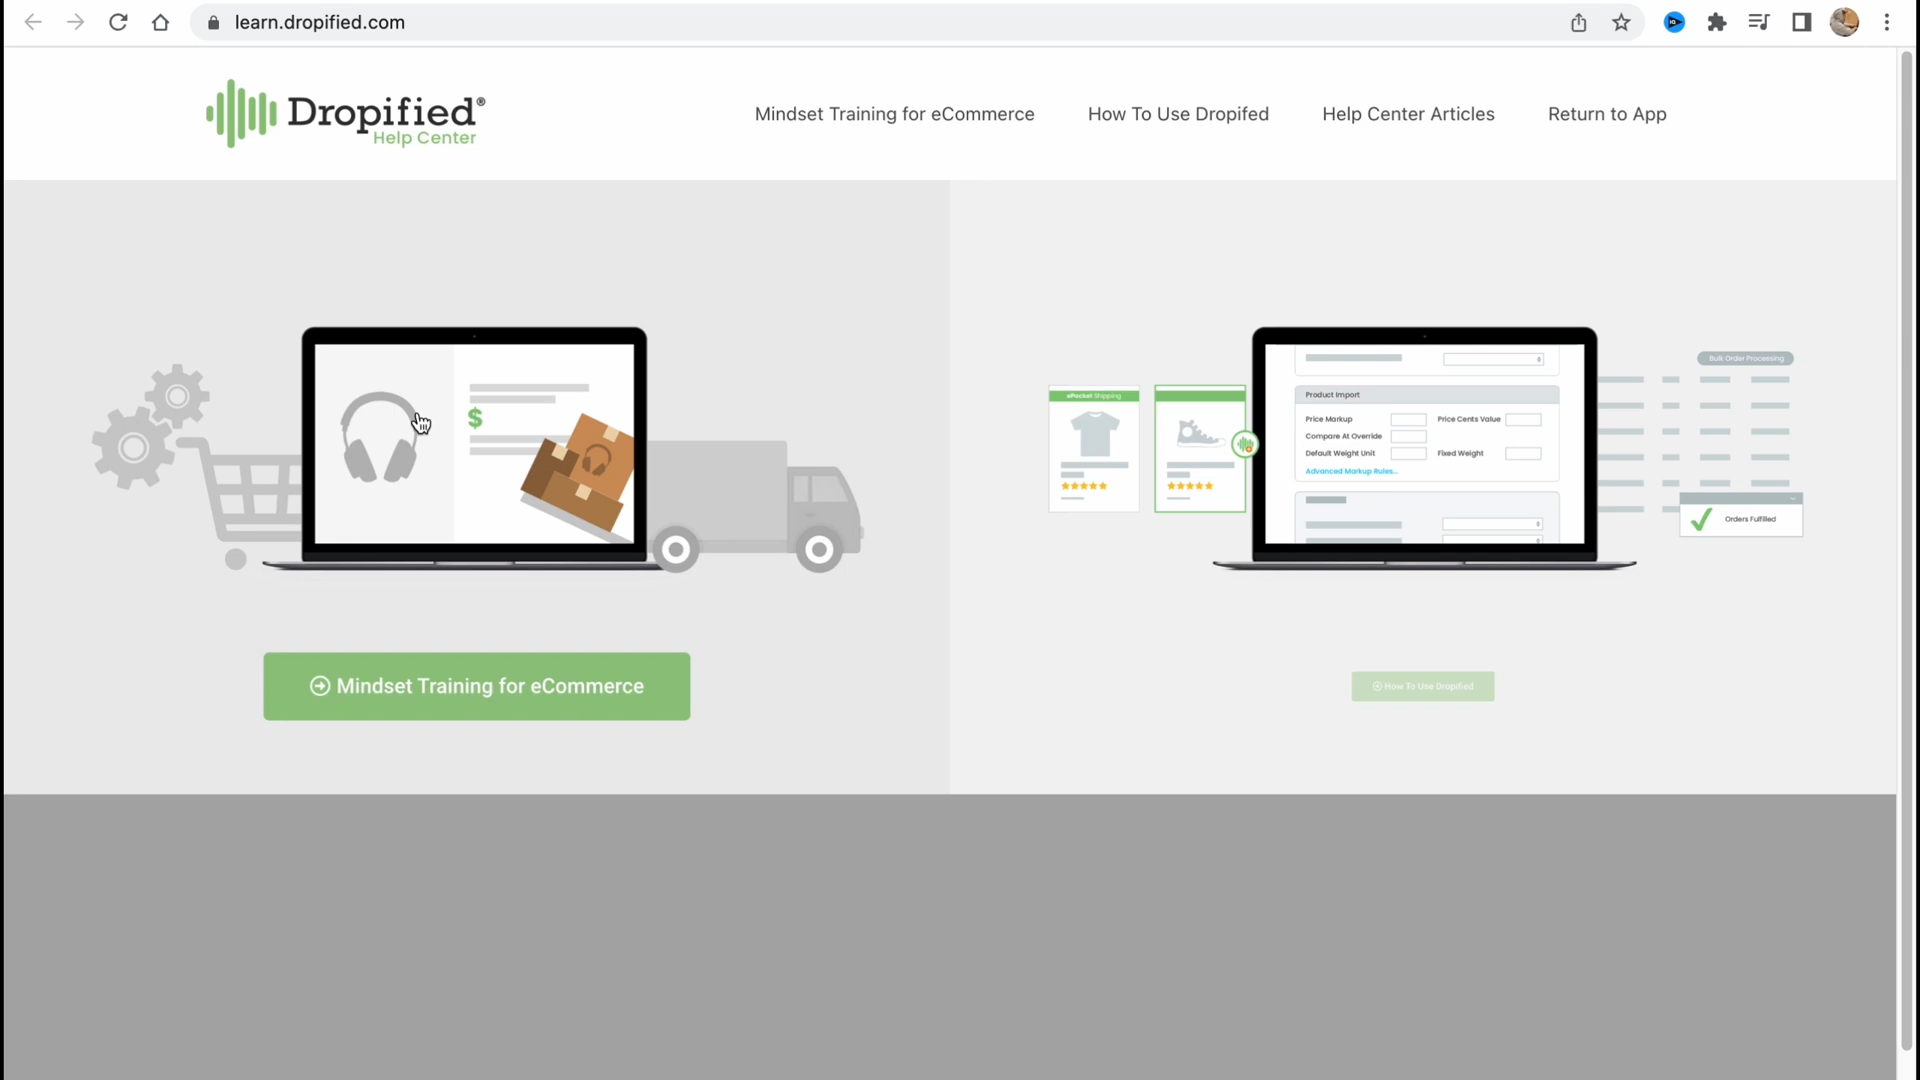 learn.dropified.com
Dropified®
Help Center
Mindset Training for eCommerce
How To Use Dropifed
Help Center Articles
Return to App
$
ePacket Shipping
Product Import
Price Markup
Price Cents Value
Compare At Override
Default Weight Unit
Fixed Weight
Advanced Markup Rules...
Bulk Order Processing
Orders Fulfilled
Mindset Training for eCommerce
How To Use Dropified